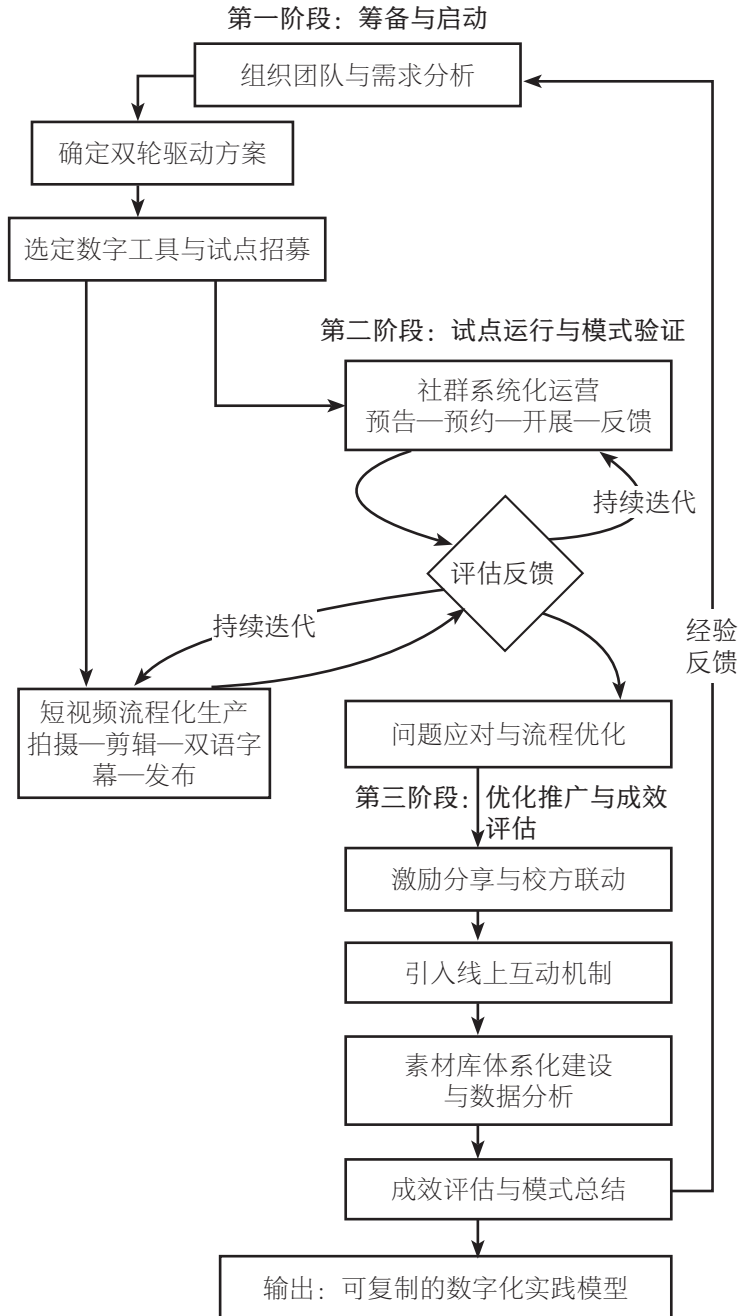 第一阶段：筹备与启动
组织团队与需求分析
确定双轮驱动方案
选定数字工具与试点招募
第二阶段：试点运行与模式验证
社群系统化运营
预告—预约—开展—反馈
持续迭代
评估反馈
持续迭代
经验
反馈
短视频流程化生产
拍摄—剪辑—双语字
幕—发布
问题应对与流程优化
第三阶段：优化推广与成效
评估
激励分享与校方联动
引入线上互动机制
素材库体系化建设
与数据分析
成效评估与模式总结
输出：可复制的数字化实践模型